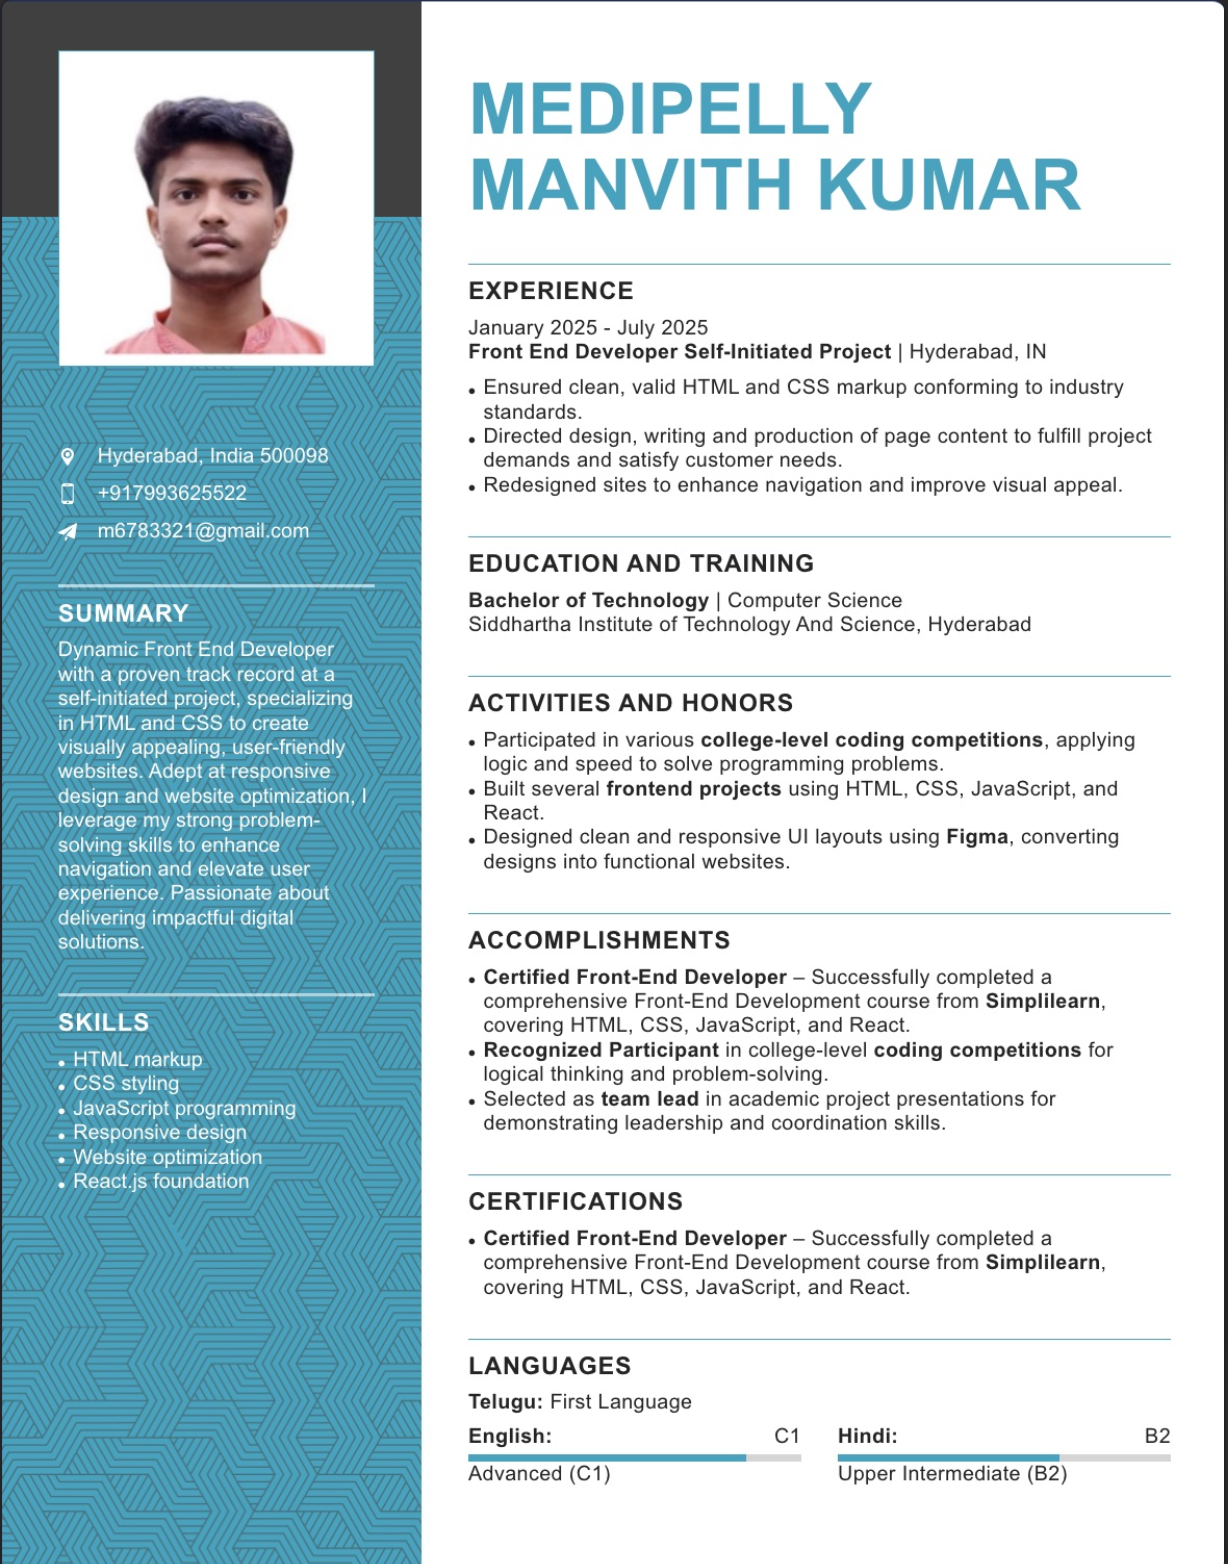 MEDIPELLY
MANVITH KUMAR
Hyderabad, India 500098
+917993625522
m6783321@gmail.com
SUMMARY
Dynamic Front End Developer
with a proven track record at a
self-initiated project, specializing
in HTML and CSS to create
visually appealing, user-friendly
websites. Adept at responsive
design and website optimization, I
leverage my strong problem-
solving skills to enhance
navigation and elevate user
experience. Passionate about
delivering impactful digital
solutions.
SKILLS
• HTML markup
• CSS styling
• JavaScript programming
• Responsive design
• Website optimization
• React.js foundation
EXPERIENCE
January 2025 - July 2025
Front End Developer Self-Initiated Project | Hyderabad, IN
• Ensured clean, valid HTML and CSS markup conforming to industry
standards.
• Directed design, writing and production of page content to fulfill project
demands and satisfy customer needs.
• Redesigned sites to enhance navigation and improve visual appeal.
EDUCATION AND TRAINING
Bachelor of Technology | Computer Science
Siddhartha Institute of Technology And Science, Hyderabad
ACTIVITIES AND HONORS
• Participated in various college-level coding competitions, applying
logic and speed to solve programming problems.
• Built several frontend projects using HTML, CSS, JavaScript, and
React.
• Designed clean and responsive UI layouts using Figma, converting
designs into functional websites.
ACCOMPLISHMENTS
• Certified Front-End Developer – Successfully completed a
comprehensive Front-End Development course from Simplilearn,
covering HTML, CSS, JavaScript, and React.
• Recognized Participant in college-level coding competitions for
logical thinking and problem-solving.
• Selected as team lead in academic project presentations for
demonstrating leadership and coordination skills.
CERTIFICATIONS
• Certified Front-End Developer – Successfully completed a
comprehensive Front-End Development course from Simplilearn,
covering HTML, CSS, JavaScript, and React.
LANGUAGES
Telugu: First Language
English: C1
Advanced (C1)
Hindi: B2
Upper Intermediate (B2)